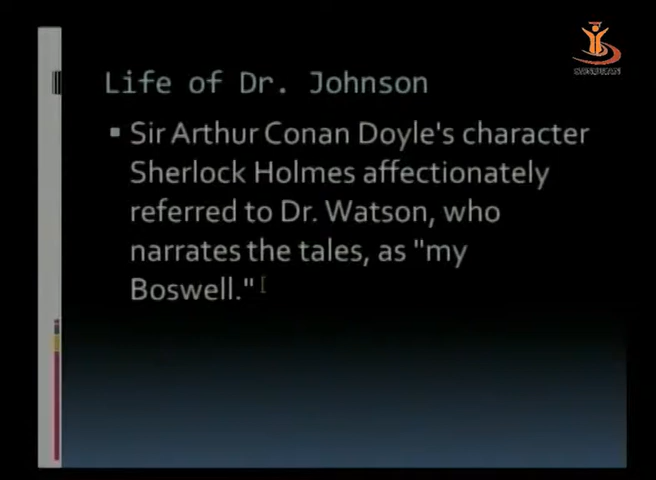 Life of Dr. Johnson
Sir Arthur Conan Doyle's character
Sherlock Holmes affectionately
referred to Dr. Watson, who
narrates the tales, as "my
Boswell."